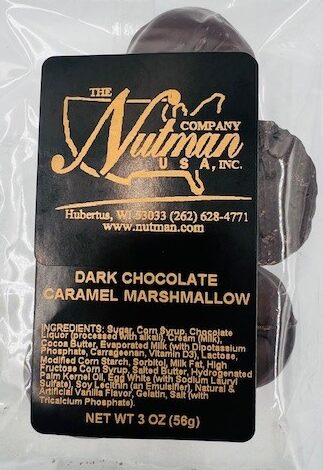 THE
Nutman
COMPANY
USA, INC.
Hubertus, WI 53033 (262) 628-4771
www.nutman.com
DARK CHOCOLATE
CARAMEL MARSHMALLOW
INGREDIENTS: Sugar, Corn Syrup, Chocolate
Liquor (processed with alkali), Cream (Milk),
Cocoa Butter, Evaporated Milk (with Dipotassium
Phosphate, Carrageenan, Vitamin D3), Lactose,
Modified Corn Starch, Sorbitol, Milk Fat, High
Fructose Corn Syrup, Salted Butter, Hydrogenated
Palm Kernel Oil, Egg White (with Sodium Lauryl
Sulfate), Soy Lecithin (an Emulsifier), Natural &
Artificial Vanilla Flavor, Gelatin, Salt (with
Tricalcium Phosphate).
NET WT 3 OZ (56g)